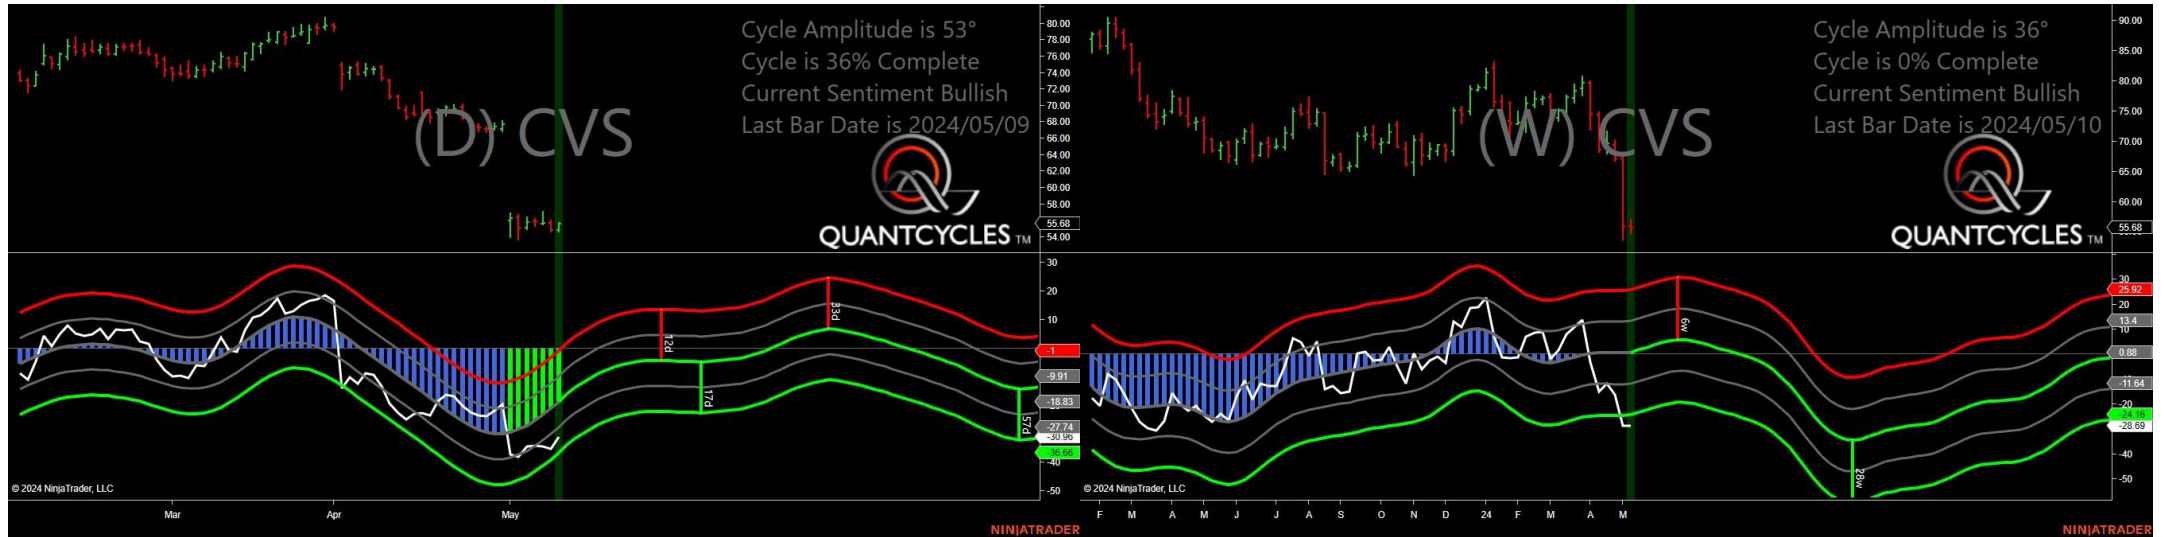 Cycle Amplitude is 53°
Cycle is 36% Complete
Current Sentiment Bullish
Last Bar Date is 2024/05/09
(D) CVS
QUANTCYCLES TM
80.00
78.00
76.00
74.00
72.00
70.00
68.00
66.00
64.00
62.00
60.00
58.00
55.68
54.00
30
20
10
-1
-9.91
-18.83
-27.74
-30.96
-36.66
-40
-50
12d
17d
33d
57d
© 2024 NinjaTrader, LLC
Mar
Apr
May
NINJATRADER
Cycle Amplitude is 36°
Cycle is 0% Complete
Current Sentiment Bullish
Last Bar Date is 2024/05/10
(W) CVS
QUANTCYCLES TM
90.00
85.00
80.00
75.00
70.00
65.00
60.00
55.68
30
25.92
20
13.4
10
0.88
-11.64
-20
-24.16
-28.69
-40
-50
6w
28w
© 2024 NinjaTrader, LLC
F M A M J J A S O N D 24 F M A M
NINJATRADER